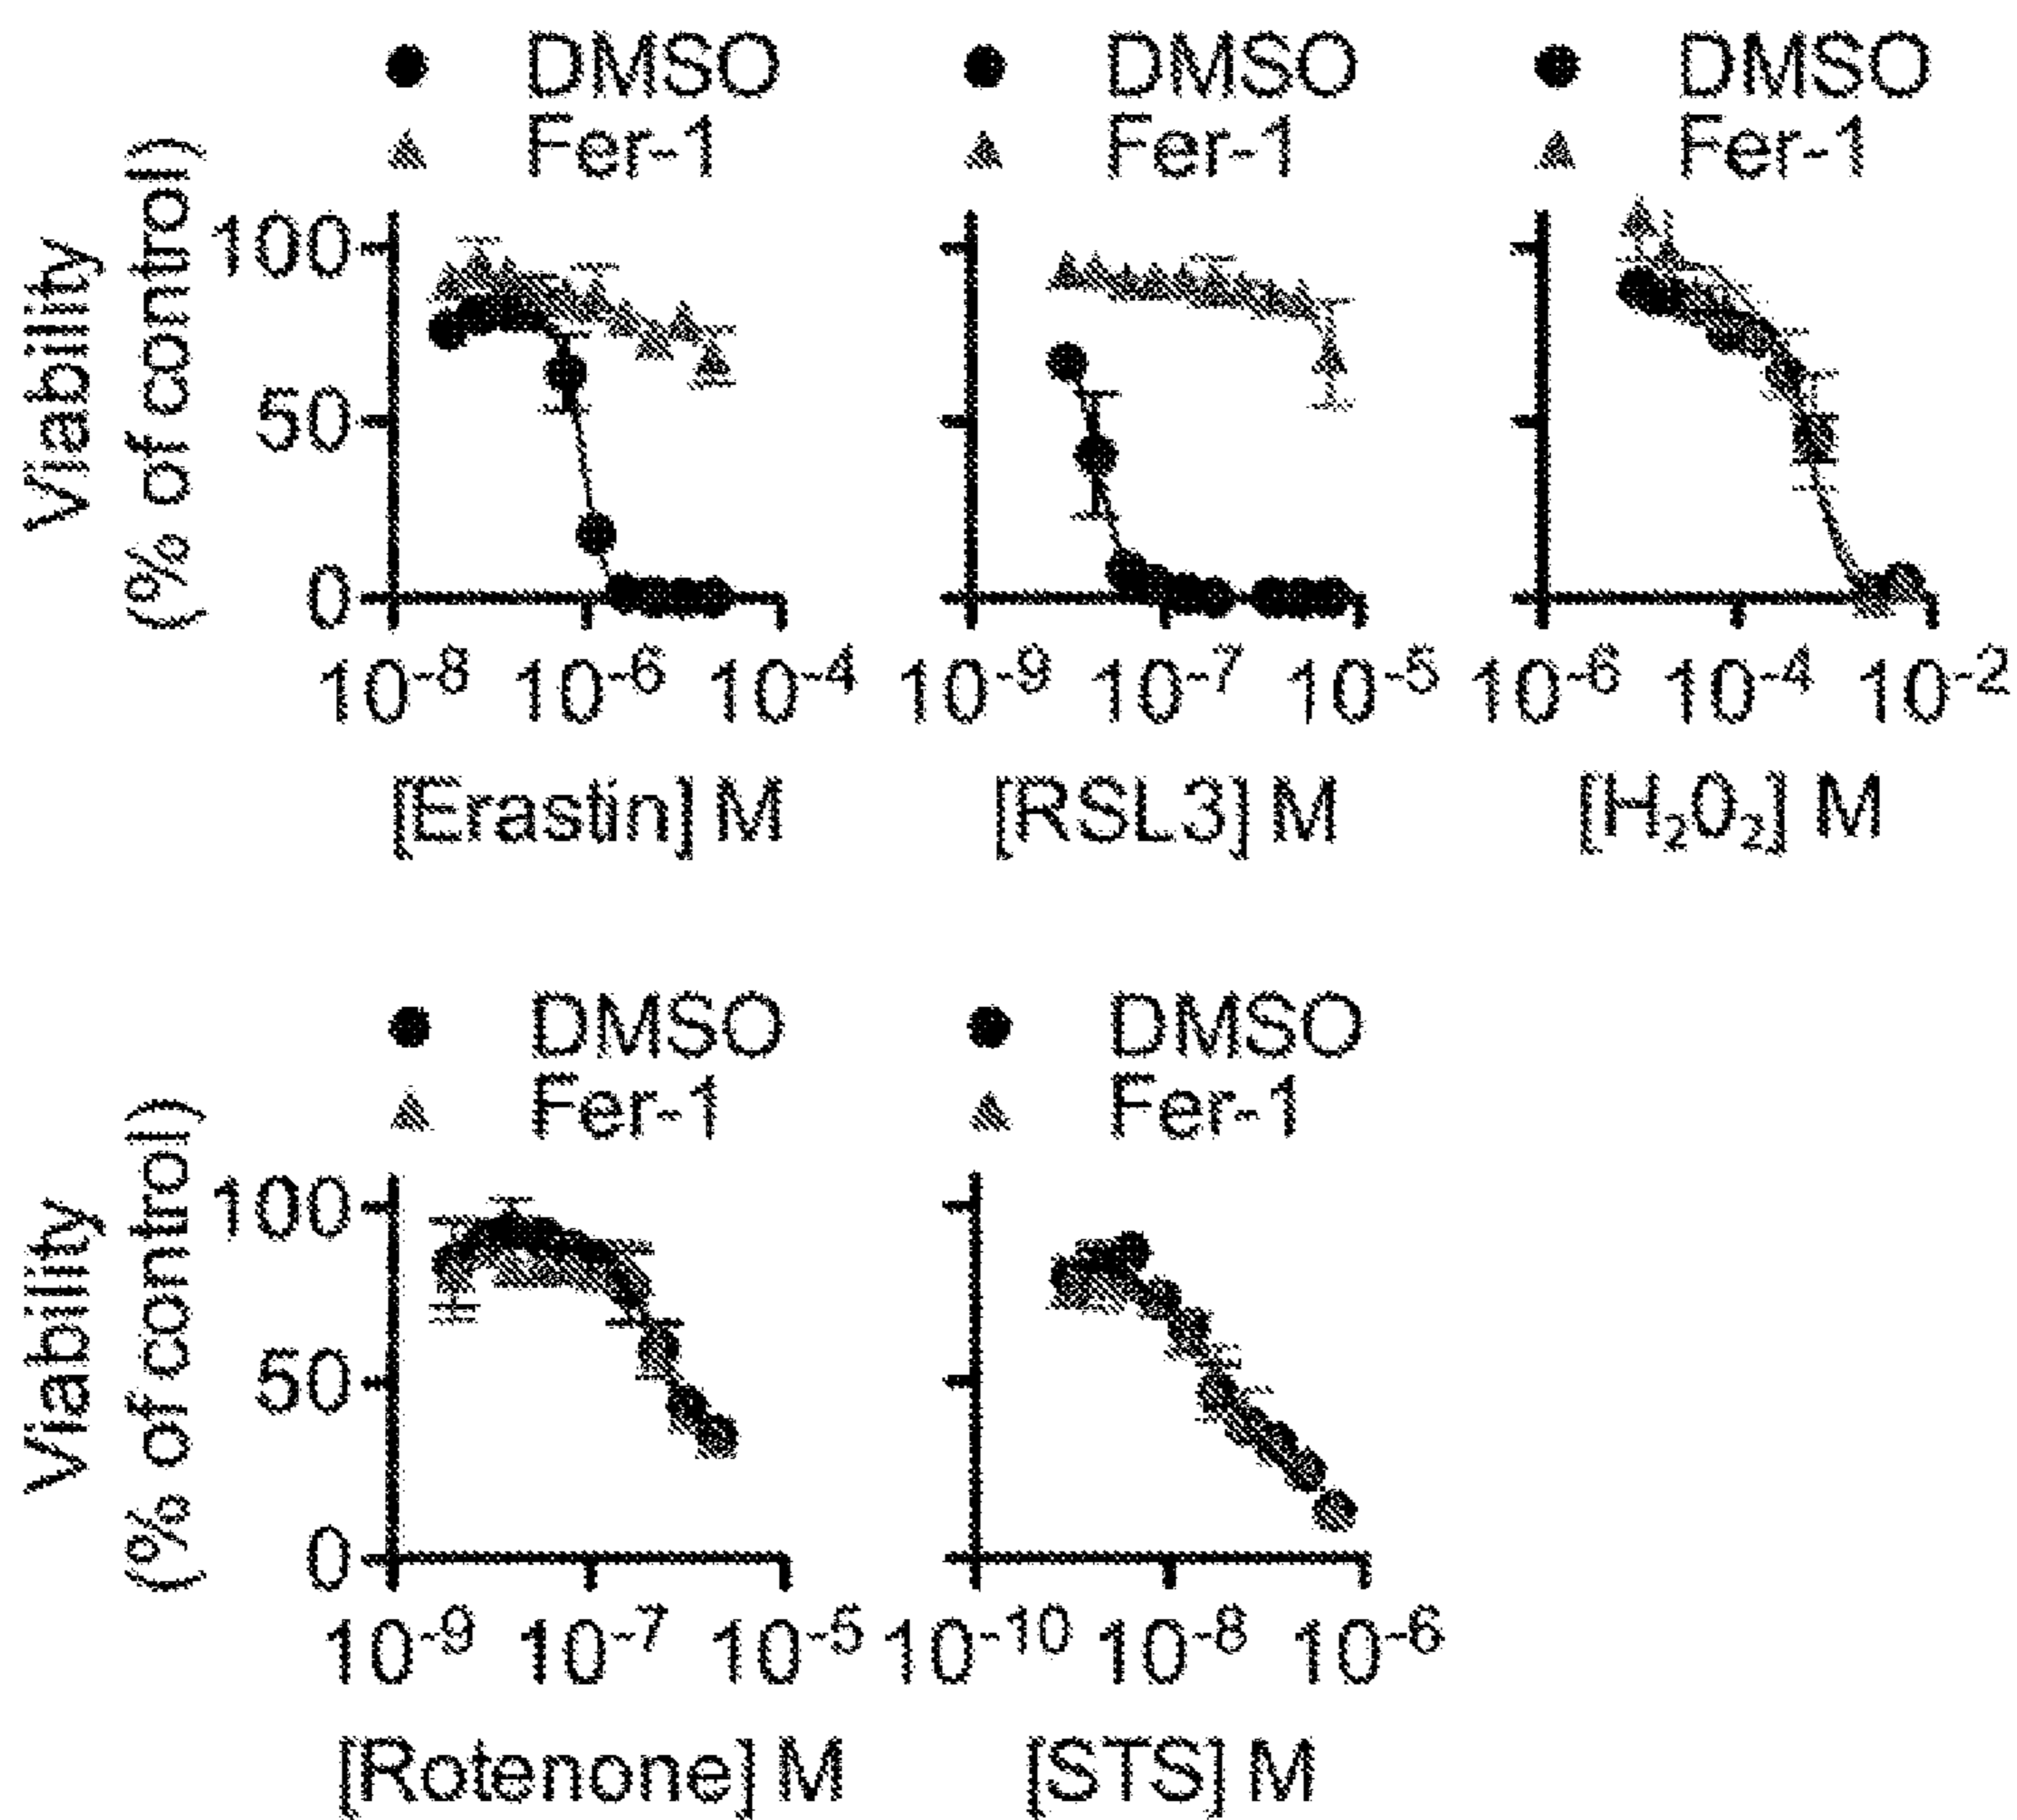 DMSO DMSO DMSO
Fer-1 Fer-1 Fer-1
Viability
(% of control)
100
50
0
10⁻⁸ 10⁻⁶ 10⁻⁴ 10⁻⁹ 10⁻⁷ 10⁻⁵ 10⁻⁶ 10⁻⁴ 10⁻²
[Erastin] M [RSL3] M [H₂0₂] M
DMSO DMSO
Fer-1 Fer-1
Viability
(% of control)
100
50
0
10⁻⁹ 10⁻⁷ 10⁻⁵ 10⁻¹⁰ 10⁻⁸ 10⁻⁶
[Rotenone] M [STS] M